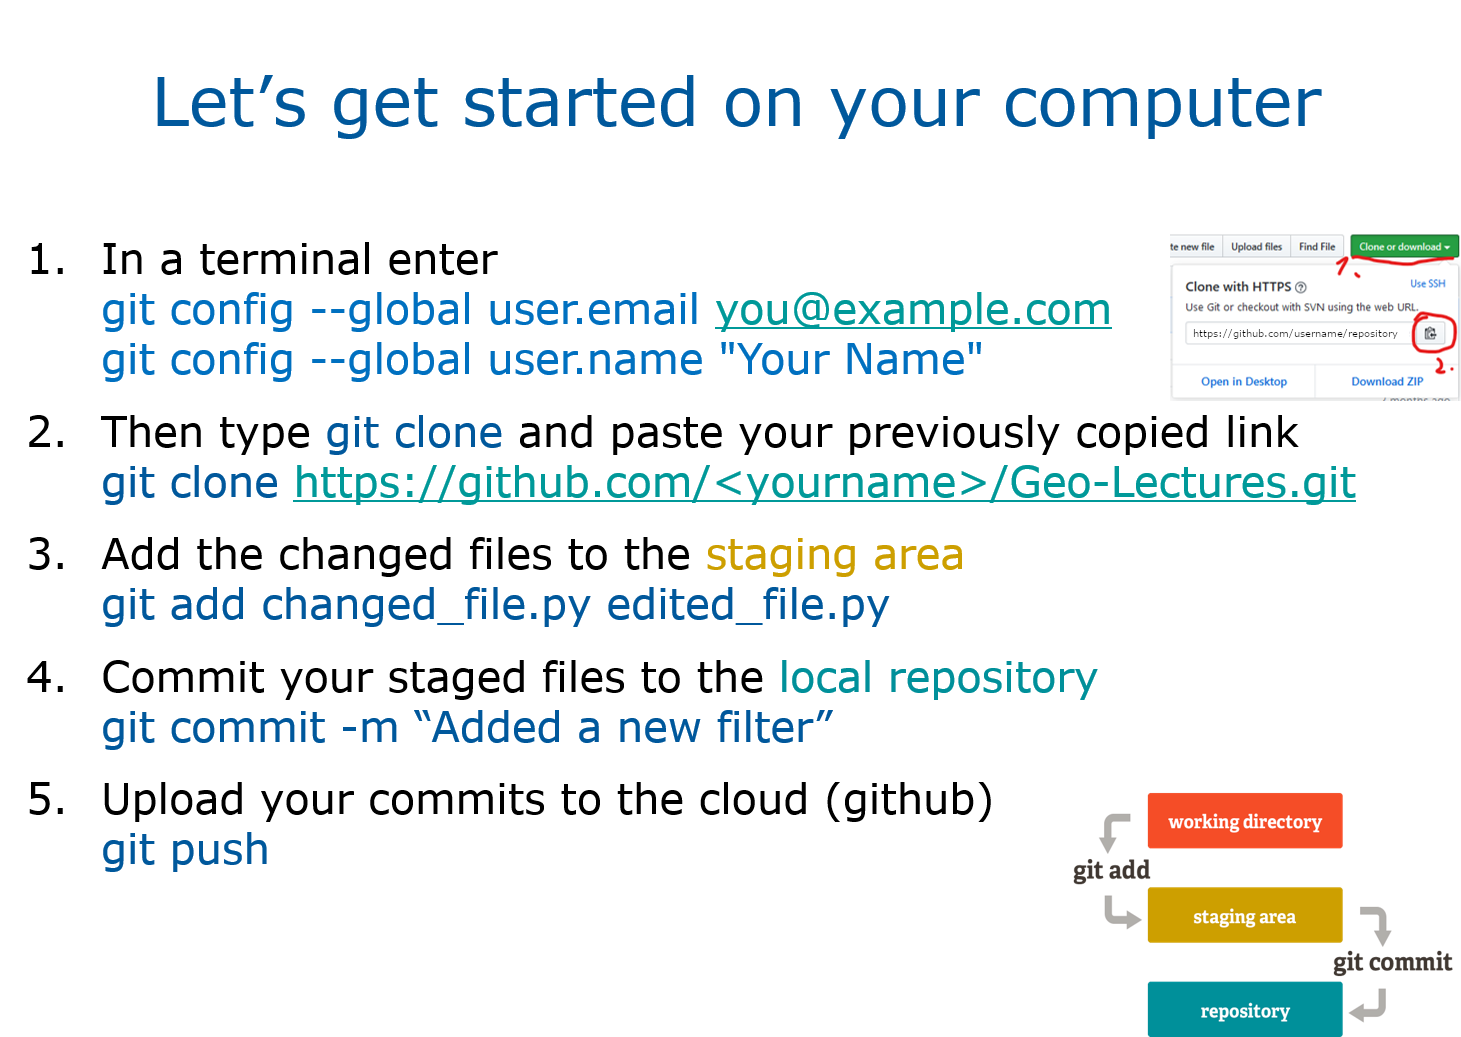 Let’s get started on your computer
1. In a terminal enter
git config --global user.email you@example.com
git config --global user.name "Your Name"
te new file Upload files Find File Clone or download
1.
Clone with HTTPS Use SSH
Use Git or checkout with SVN using the web URL.
https://github.com/username/repository
2.
Open in Desktop Download ZIP
2. Then type git clone and paste your previously copied link
git clone https://github.com/<yourname>/Geo-Lectures.git
3. Add the changed files to the staging area
git add changed_file.py edited_file.py
4. Commit your staged files to the local repository
git commit -m “Added a new filter”
5. Upload your commits to the cloud (github)
git push
working directory
git add
staging area
git commit
repository